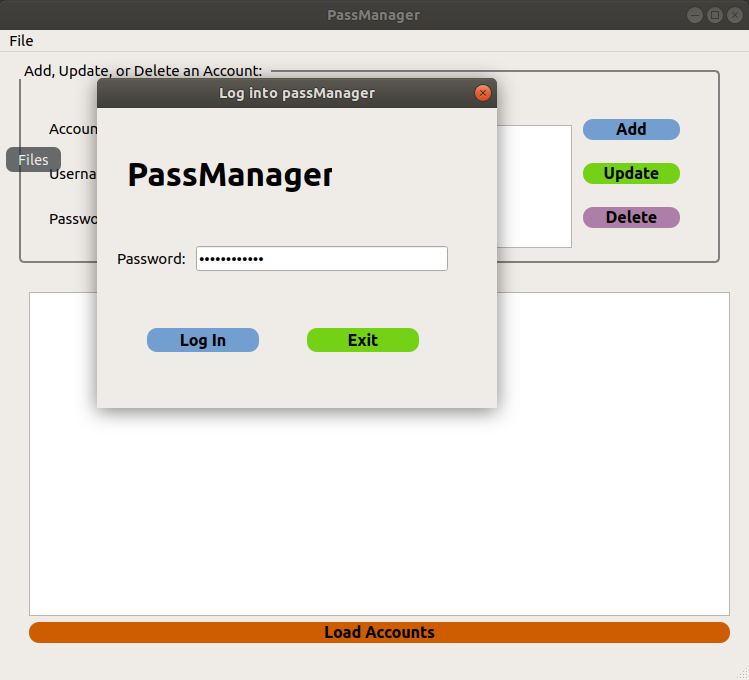 PassManager
File
Add, Update, or Delete an Account:
Log into passManager
Accoun
Add
Files
Userna
PassManager
Update
Passwo
Delete
Password: ••••••••••••
Log In
Exit
Load Accounts